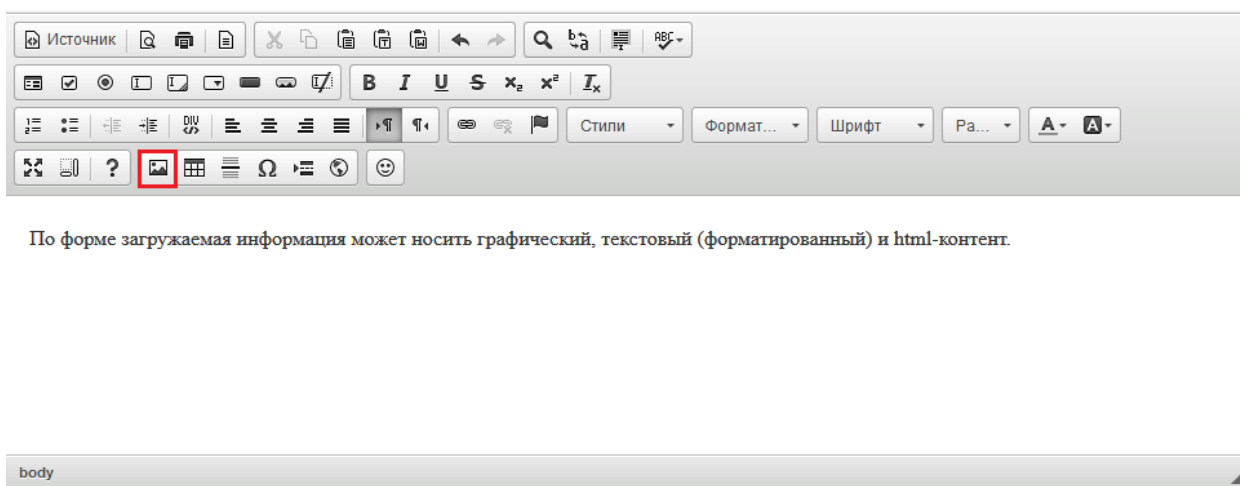 Источник
ABC
B I U S x₂ x² Iₓ
DIV
Стили Формат... Шрифт Ра... A A
? Ω
По форме загружаемая информация может носить графический, текстовый (форматированный) и html-контент.
body